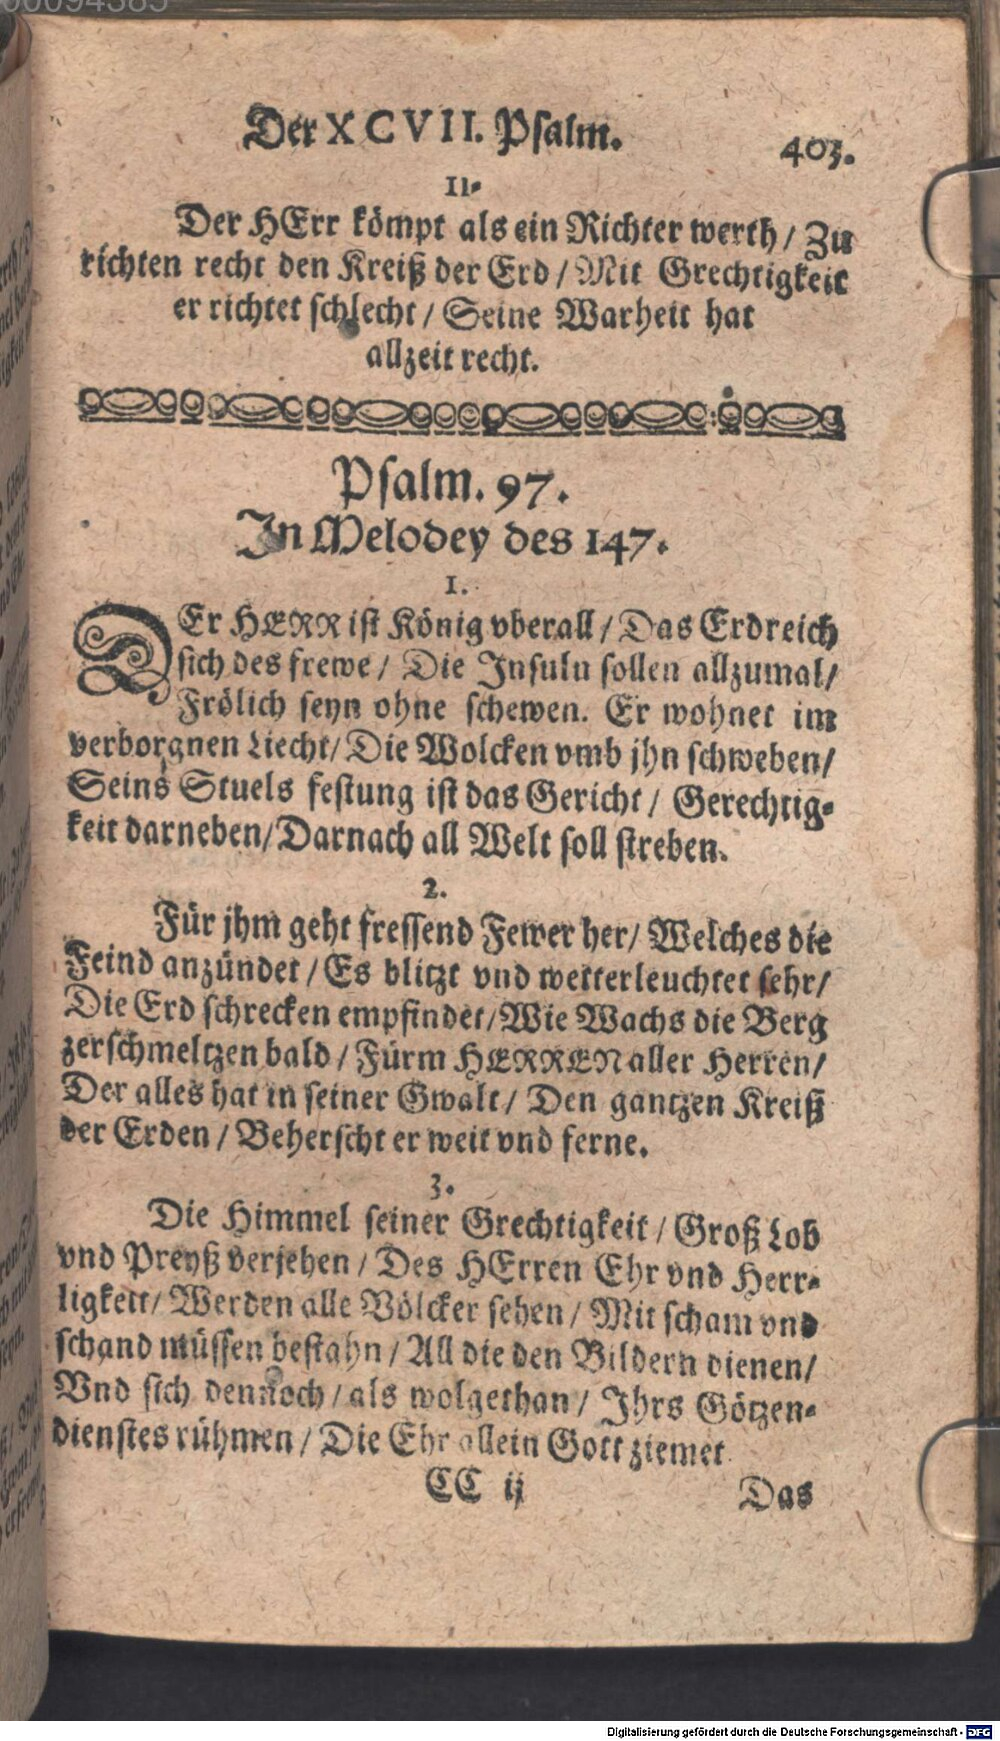 00094385
Der XCVII. Psalm. 403.
11.
Der HErr kömpt als ein Richter werth / Zu
richten recht den Kreiß der Erd / Mit Grechtigkeit
er richtet schlecht / Seine Warheit hat
allzeit recht.
Psalm. 97.
In Melodey des 147.
1.
DEr HERR ist König vberall / Das Erdreich
sich des frewe / Die Insuln sollen allzumal /
Frölich seyn ohne schewen. Er wohnet im
verborgnen Liecht / Die Wolcken vmb jhn schweben /
Seins Stuels festung ist das Gericht / Gerechtig-
keit darneben / Darnach all Welt soll streben.
2.
Für jhm geht fressend Fewer her / Welches die
Feind anzündet / Es blitzt vnd wetterleuchtet sehr /
Die Erd schrecken empfindet / Wie Wachs die Berg
zerschmeltzen bald / Fürm HERREN aller Herren /
Der alles hat in seiner Gwalt / Den gantzen Kreiß
der Erden / Beherscht er weit vnd ferne.
3.
Die Himmel seiner Grechtigkeit / Groß Lob
vnd Preyß verjehen / Des HErren Ehr vnd Herr-
ligkeit / Werden alle Völcker sehen / Mit scham vnd
schand müssen bestahn / All die den Bildern dienen /
Vnd sich dennoch / als wolgethan / Ihrs Götzen-
dienstes rühmen / Die Ehr allein Gott ziemet
CC ij Das
Digitalisierung gefördert durch die Deutsche Forschungsgemeinschaft - DFG